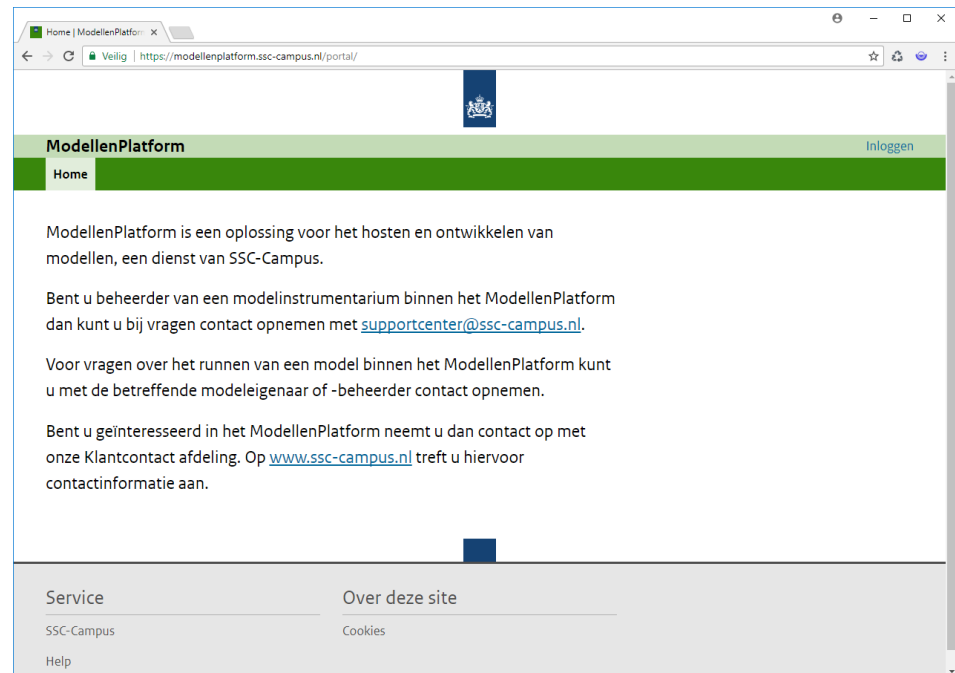 Home | ModellenPlatform
Veilig | https://modellenplatform.ssc-campus.nl/portal/
ModellenPlatform
Inloggen
Home
ModellenPlatform is een oplossing voor het hosten en ontwikkelen van
modellen, een dienst van SSC-Campus.
Bent u beheerder van een modelinstrumentarium binnen het ModellenPlatform
dan kunt u bij vragen contact opnemen met supportcenter@ssc-campus.nl.
Voor vragen over het runnen van een model binnen het ModellenPlatform kunt
u met de betreffende modeleigenaar of -beheerder contact opnemen.
Bent u geïnteresseerd in het ModellenPlatform neemt u dan contact op met
onze Klantcontact afdeling. Op www.ssc-campus.nl treft u hiervoor
contactinformatie aan.
Service
Over deze site
SSC-Campus
Cookies
Help